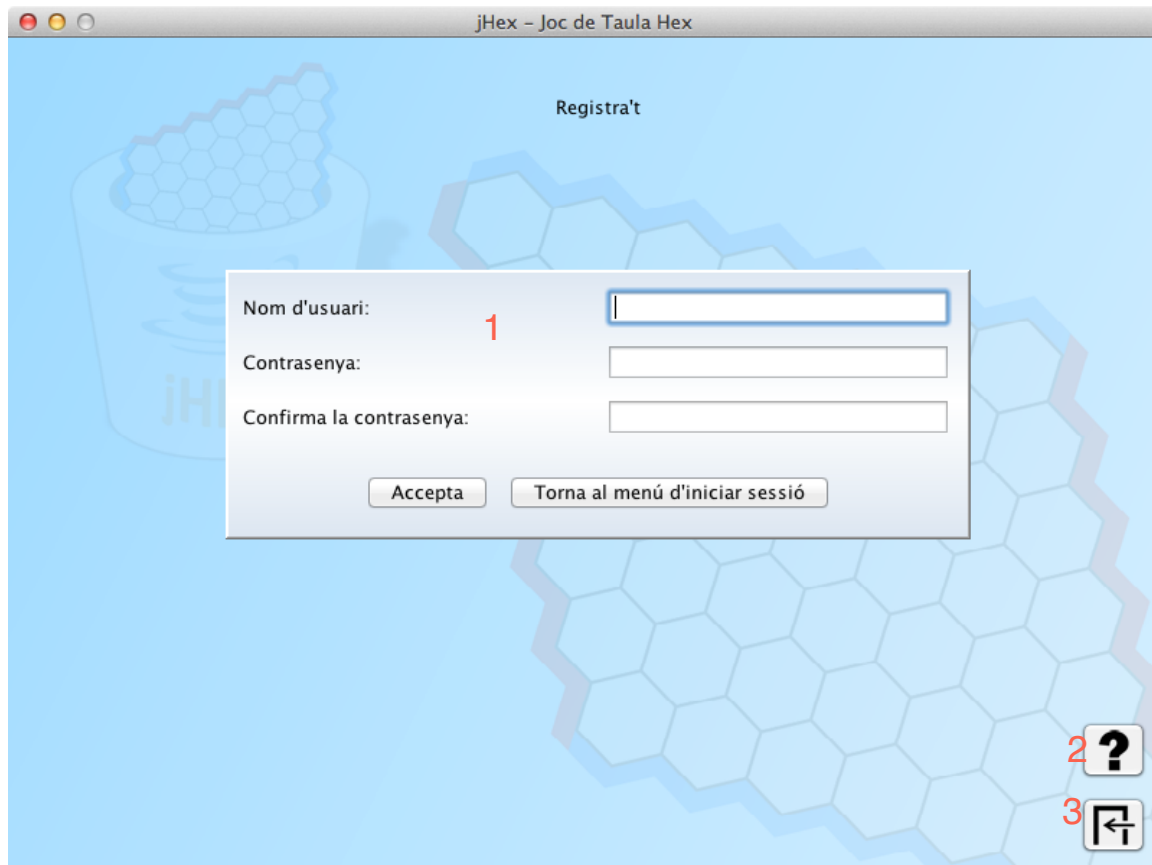 jHex – Joc de Taula Hex
Registra't
Nom d'usuari:
1
Contrasenya:
Confirma la contrasenya:
Accepta
Torna al menú d'iniciar sessió
2
?
3